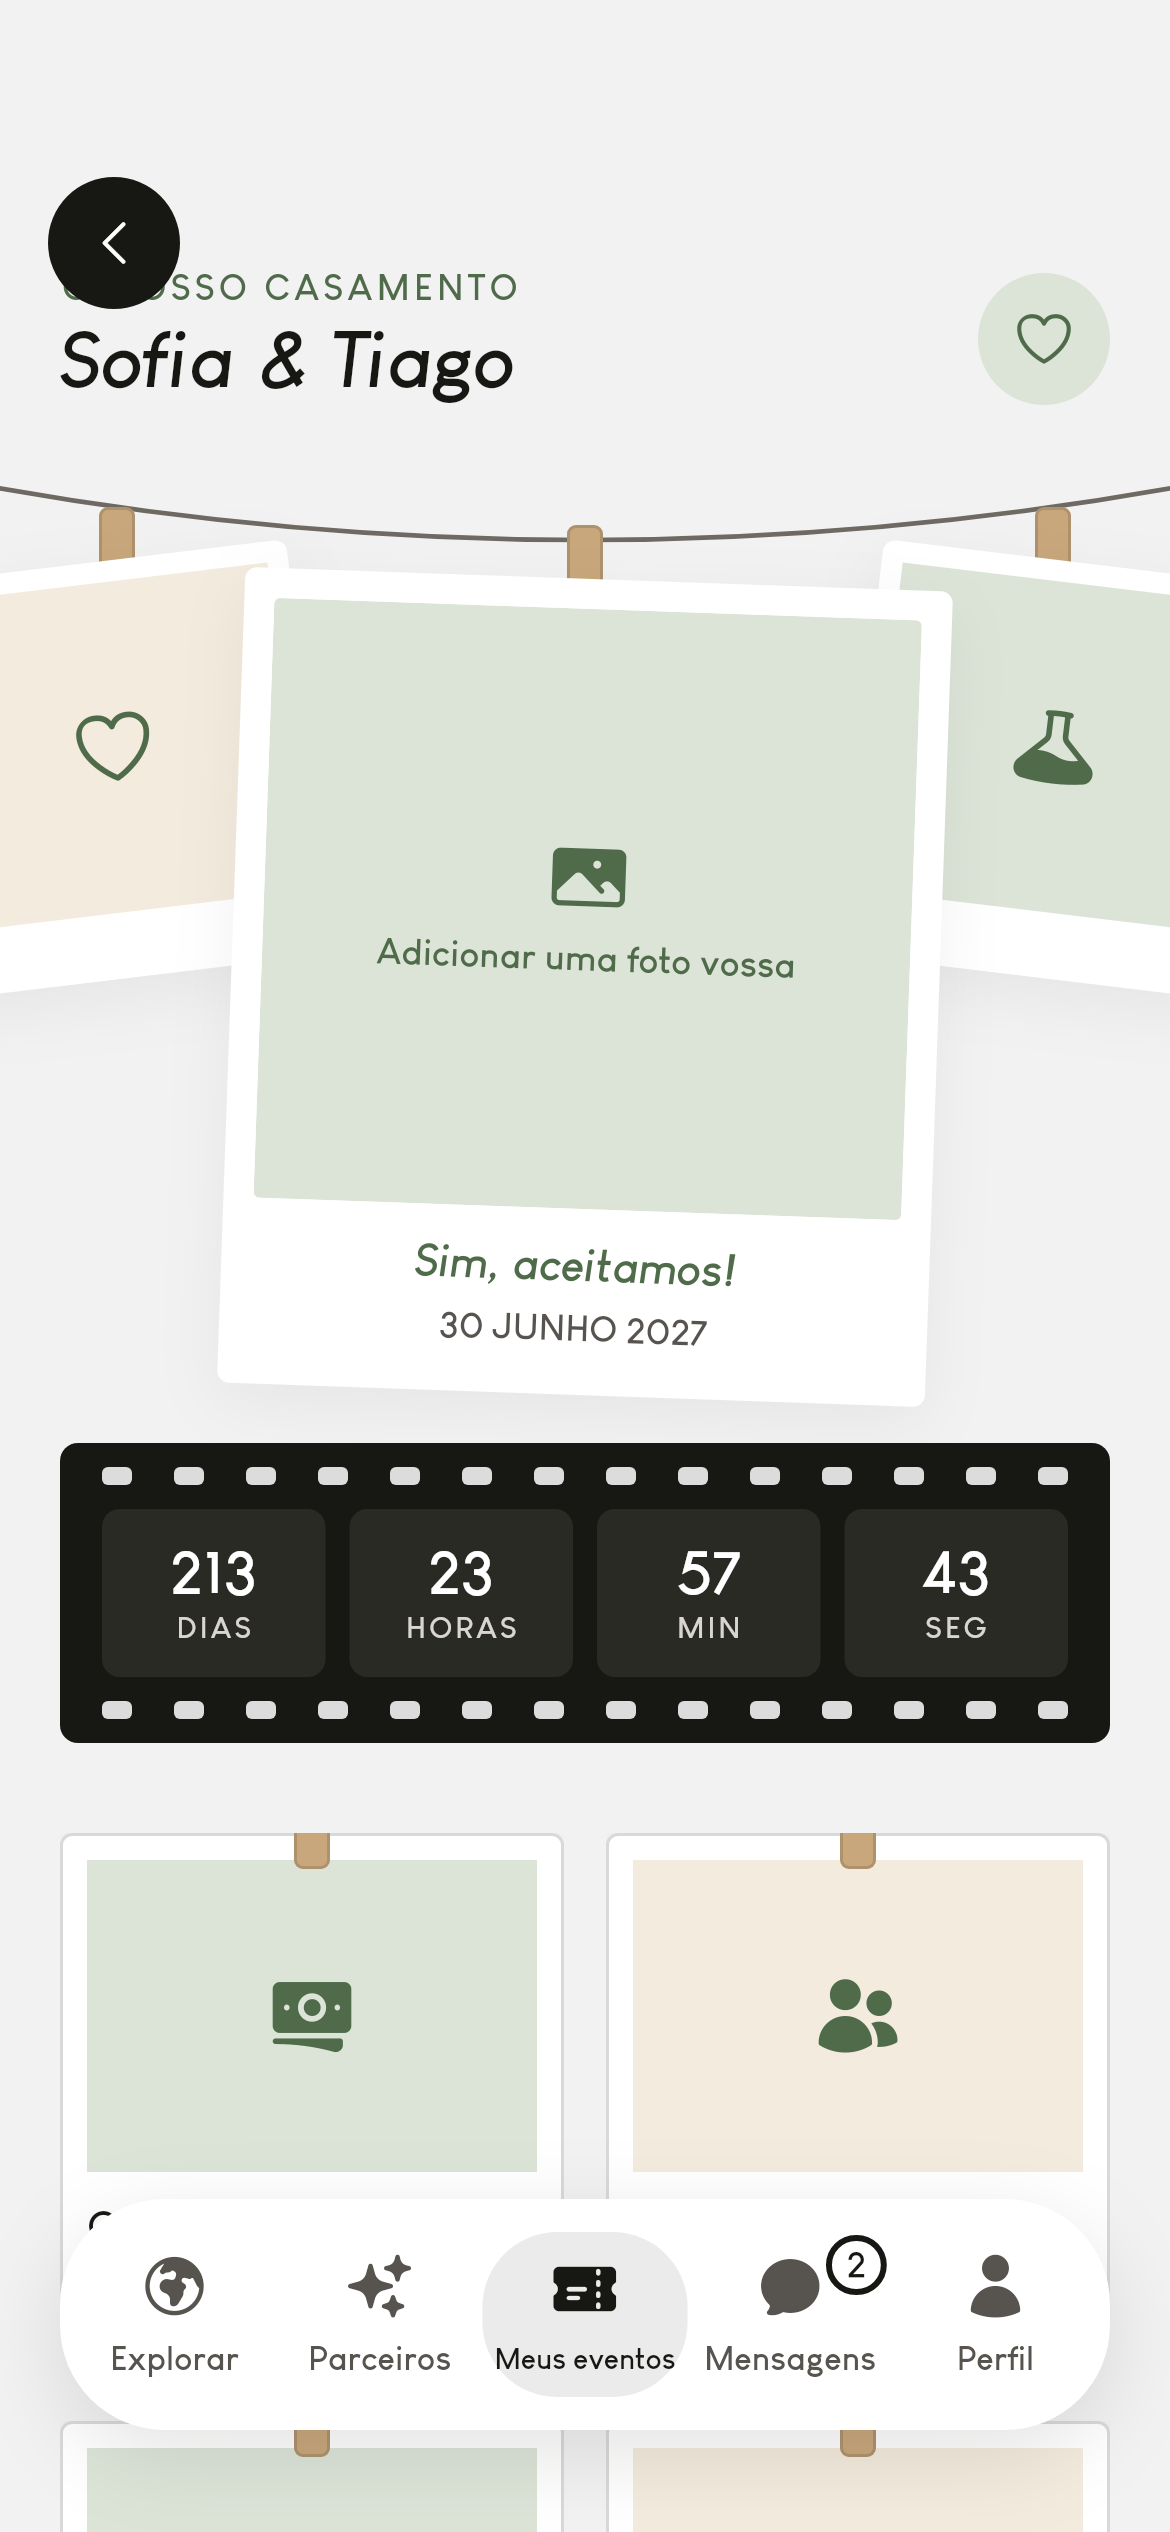 CASAMENTO
Sofia & Tiago
Adicionar uma foto vossa
Sim, aceitamos!
30 JUNHO 2027
213
DIAS
23
HORAS
57
MIN
43
SEG
2
Explorar
Parceiros
Meus eventos
Mensagens
Perfil